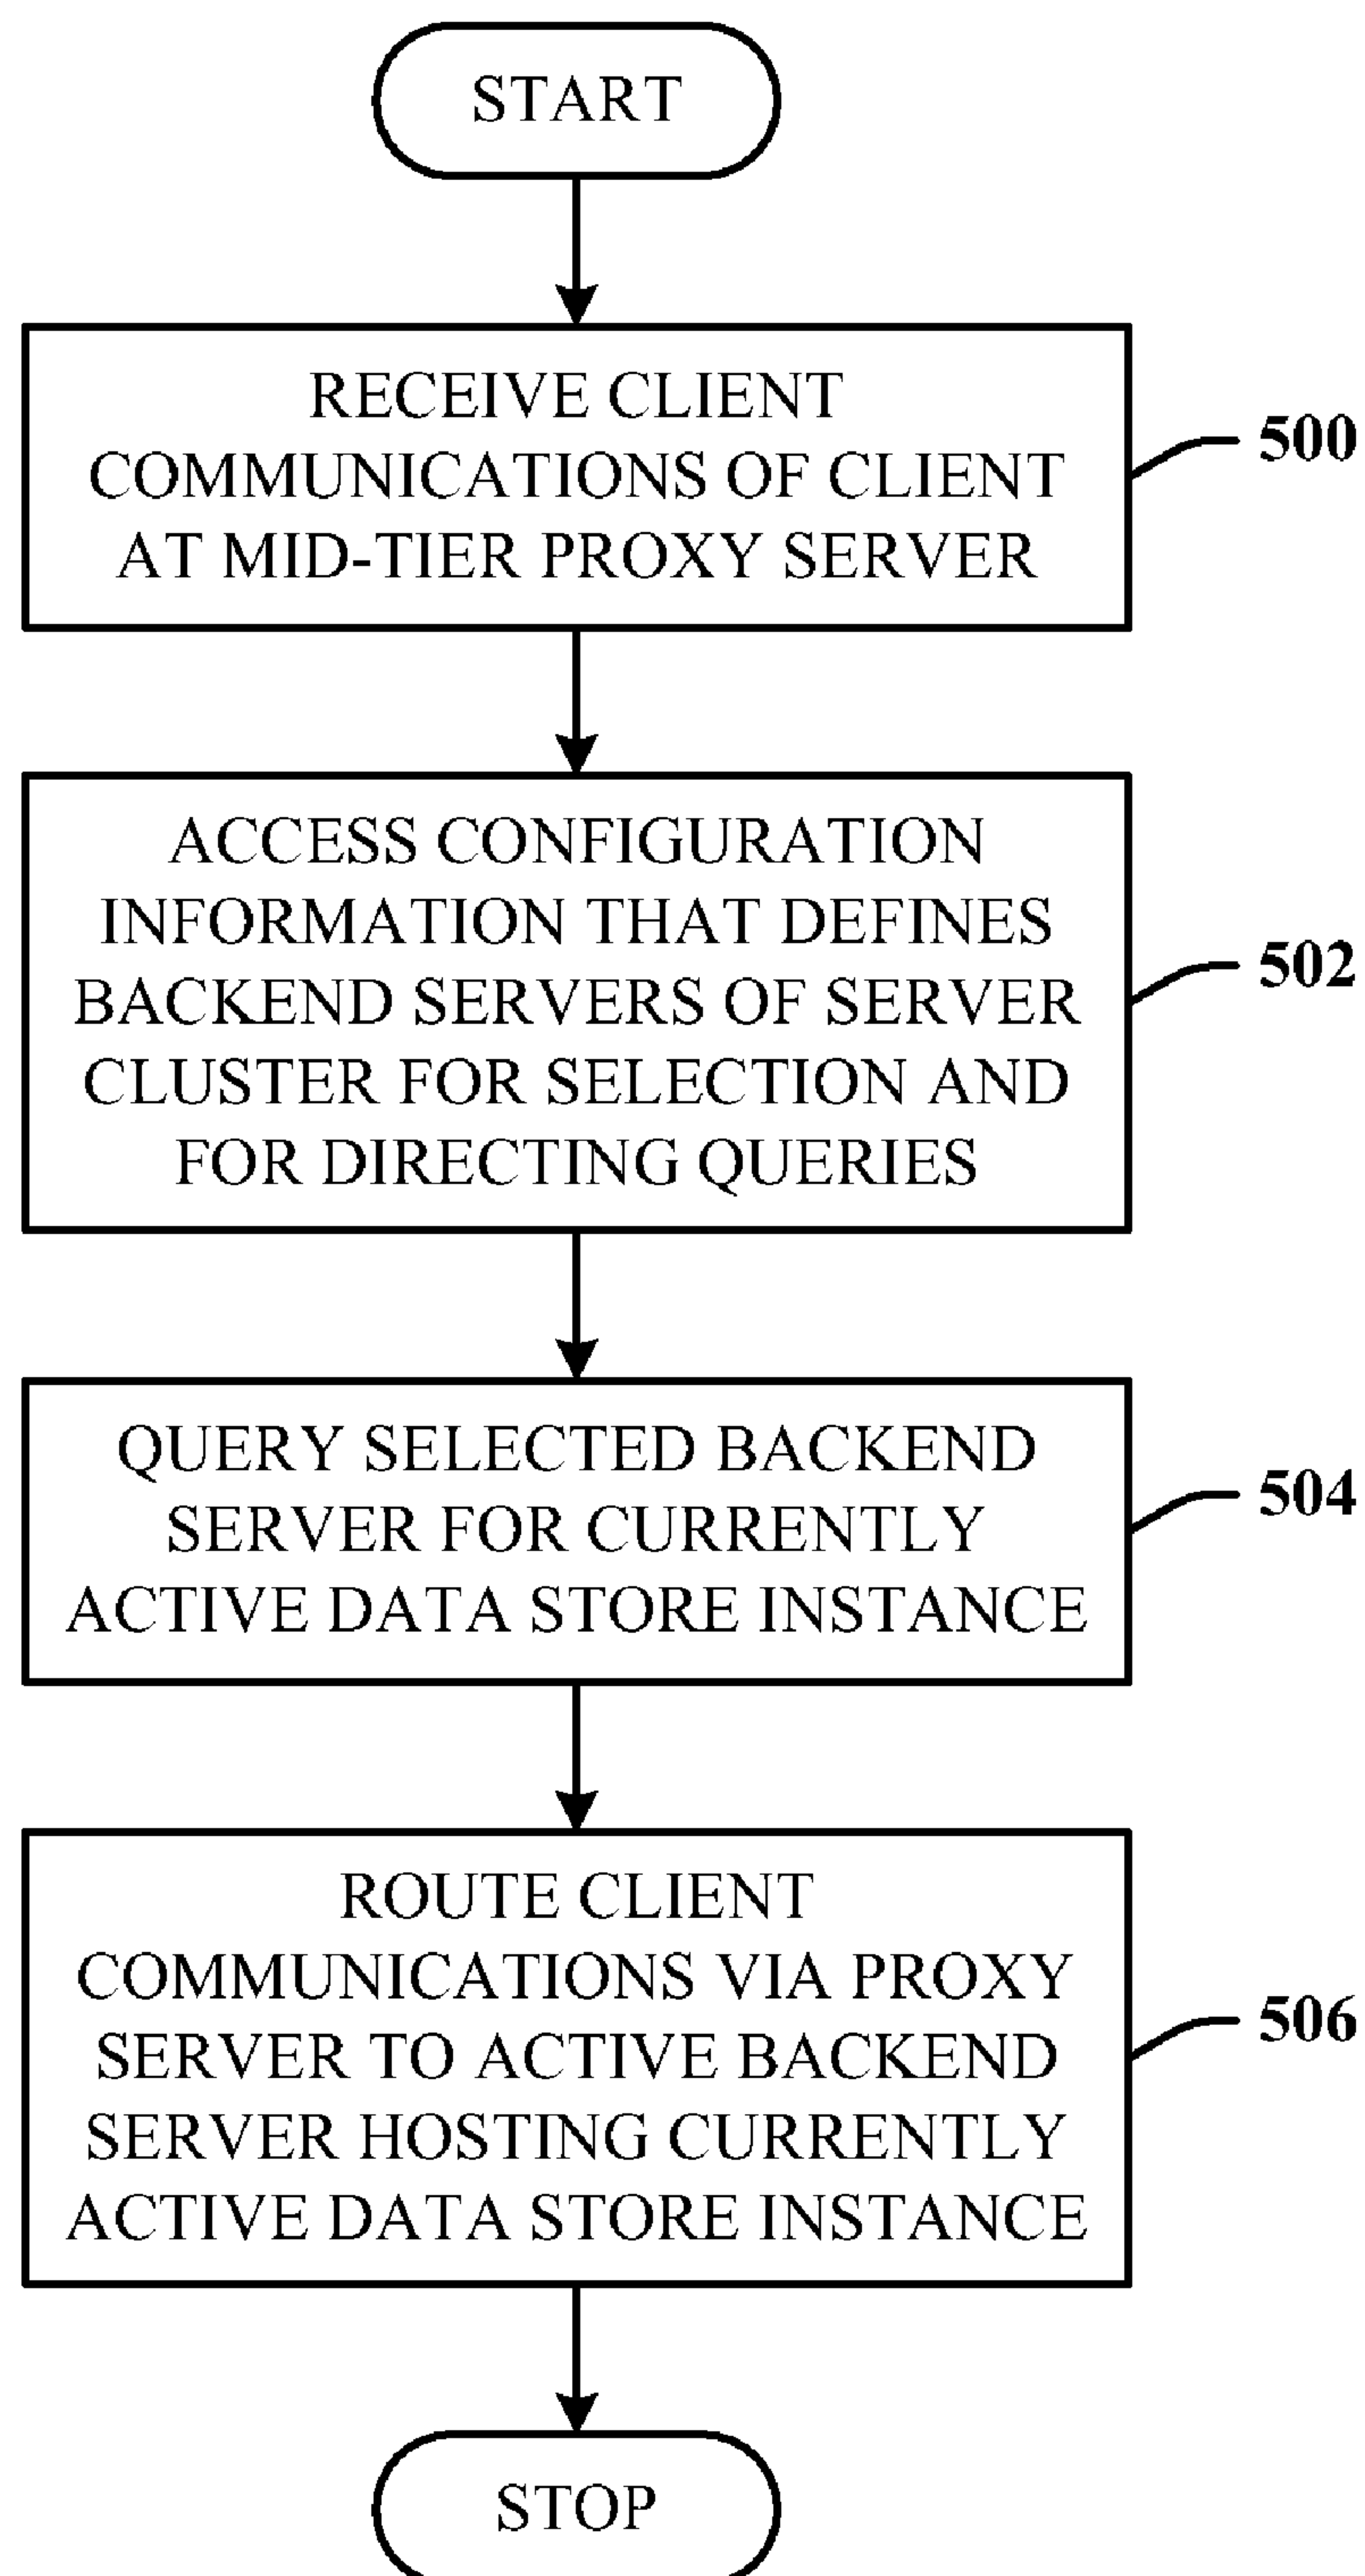 START
RECEIVE CLIENT
COMMUNICATIONS OF CLIENT
AT MID-TIER PROXY SERVER
500
ACCESS CONFIGURATION
INFORMATION THAT DEFINES
BACKEND SERVERS OF SERVER
CLUSTER FOR SELECTION AND
FOR DIRECTING QUERIES
502
QUERY SELECTED BACKEND
SERVER FOR CURRENTLY
ACTIVE DATA STORE INSTANCE
504
ROUTE CLIENT
COMMUNICATIONS VIA PROXY
SERVER TO ACTIVE BACKEND
SERVER HOSTING CURRENTLY
ACTIVE DATA STORE INSTANCE
506
STOP